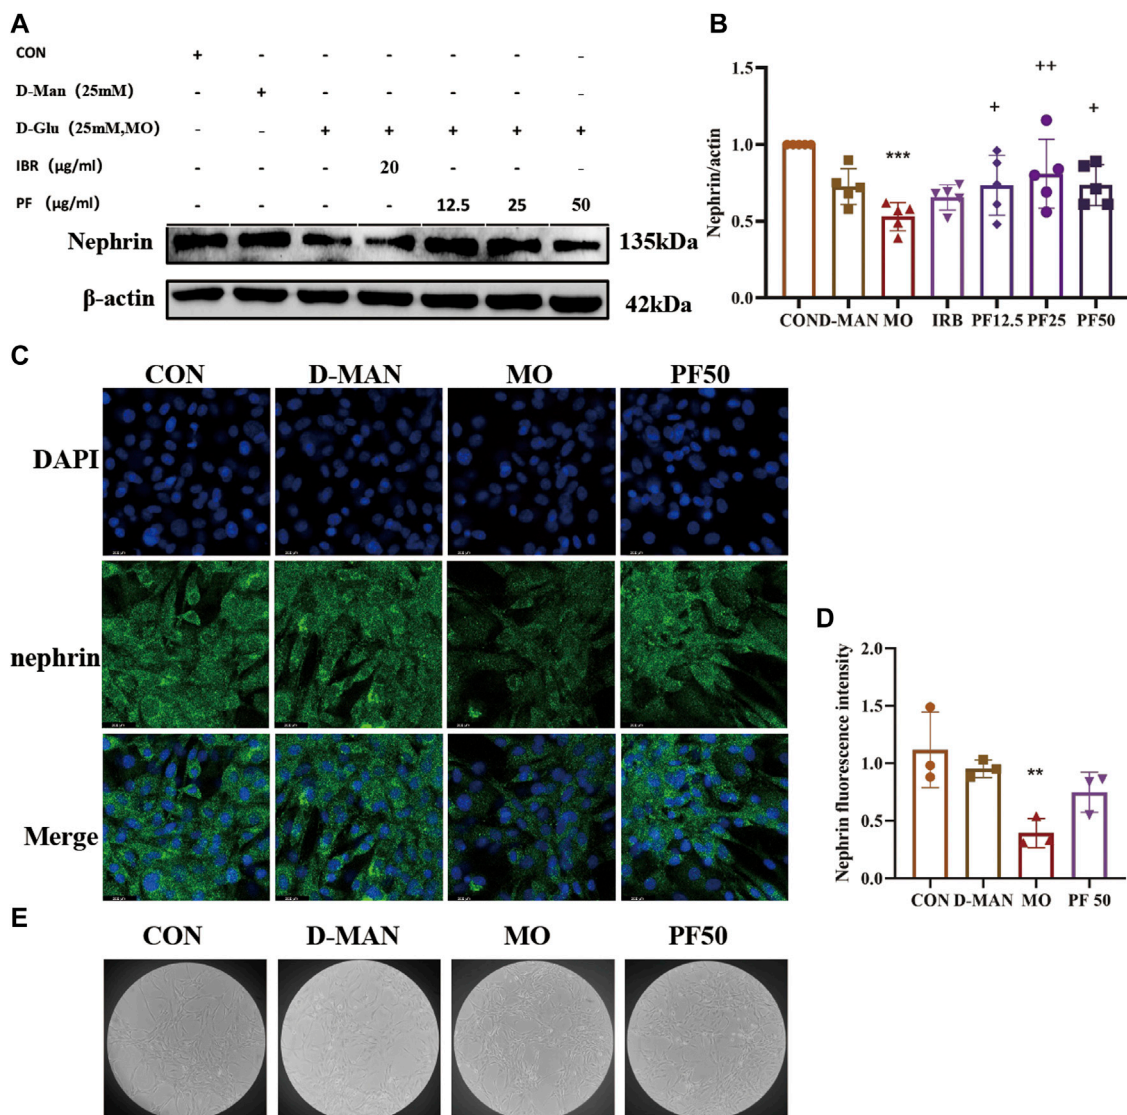 A
CON + - - - - - -
D-Man (25mM) - + - - - - -
D-Glu (25mM,MO) - - + + + + +
IBR (μg/ml) - - - 20 - - -
PF (μg/ml) - - - - 12.5 25 50
Nephrin 135kDa
β-actin 42kDa
B
Nephrin/actin
1.5
1.0
0.5
0.0
***
+
++
+
CON D-MAN MO IRB PF12.5 PF25 PF50
C
CON D-MAN MO PF50
DAPI
nephrin
Merge
D
Nephrin fluorescence intensity
2.0
1.5
1.0
0.5
0.0
**
CON D-MAN MO PF 50
E
CON D-MAN MO PF50